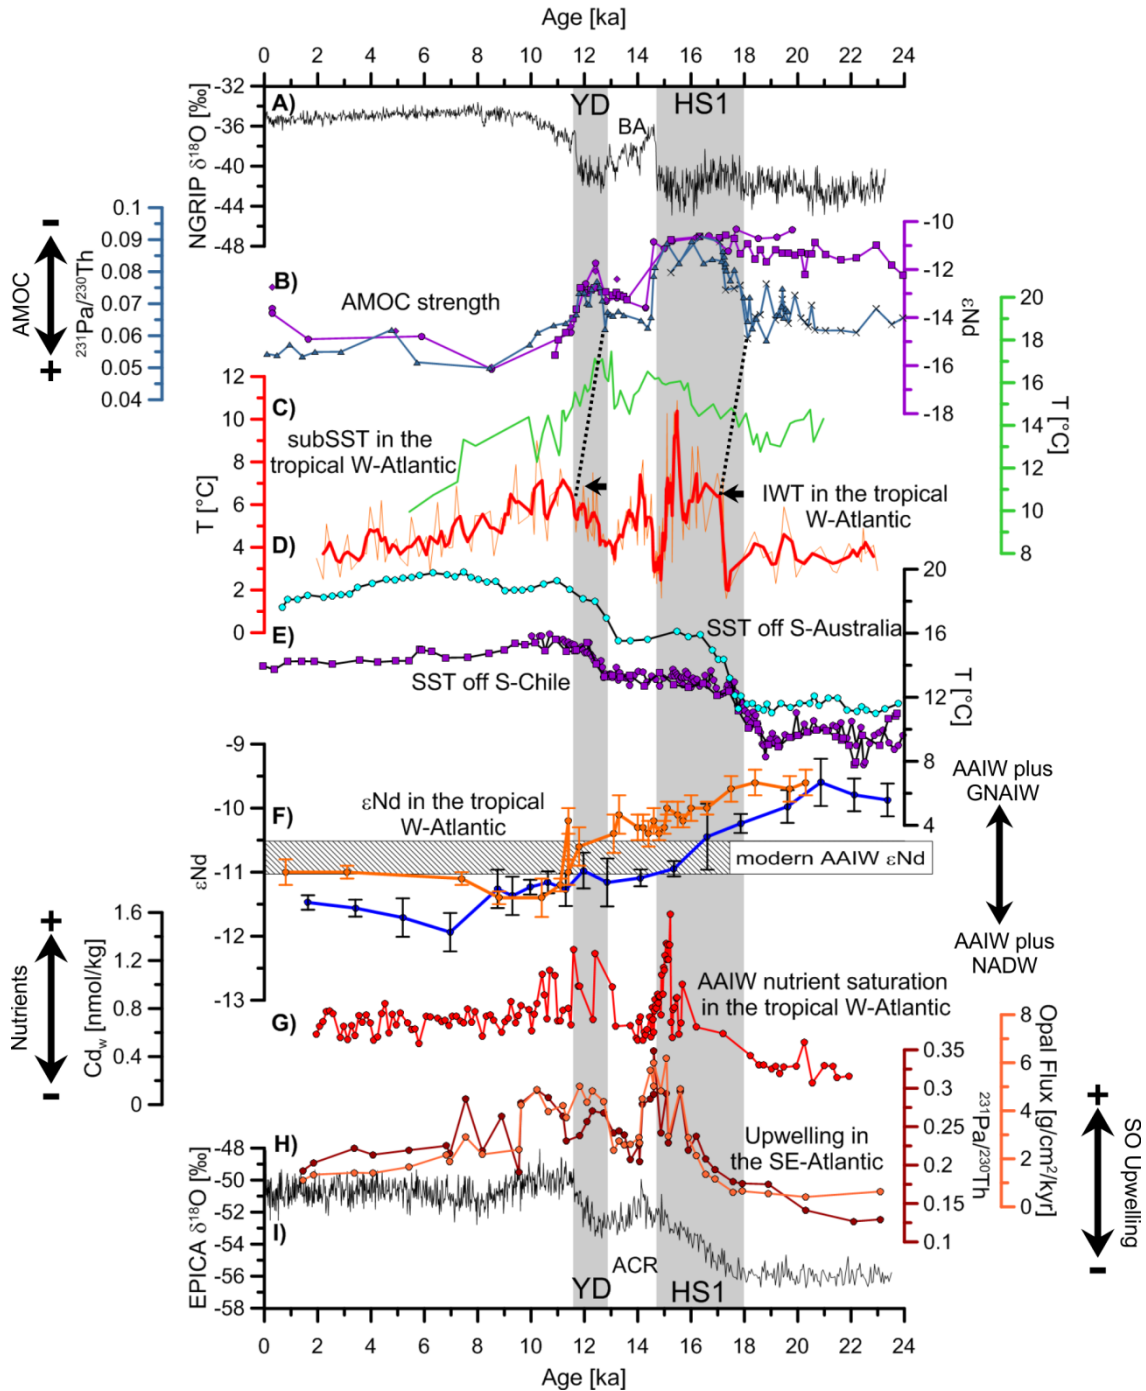 Age [ka]
0 2 4 6 8 10 12 14 16 18 20 22 24
A) YD HS1
BA
-32
-36
-40
-44
-48
NGRIP δ¹⁸O [‰]
-
AMOC
+
0.1
0.09
0.08
0.07
0.06
0.05
0.04
²³¹Pa/²³⁰Th
B)
AMOC strength
-10
-12
-14
-16
-18
εNd
20
18
16
14
12
10
8
T [°C]
C)
subSST in the
tropical W-Atlantic
12
10
8
6
4
2
0
T [°C]
IWT in the tropical
W-Atlantic
D)
20
16
12
8
4
T [°C]
SST off S-Australia
E)
SST off S-Chile
-9
-10
-11
-12
-13
εNd
F)
εNd in the tropical
W-Atlantic
modern AAIW εNd
AAIW plus
GNAIW
AAIW plus
NADW
+
Nutrients
-
1.6
1.2
0.8
0.4
0
Cdw [nmol/kg]
G)
AAIW nutrient saturation
in the tropical W-Atlantic
0.35
0.3
0.25
0.2
0.15
0.1
²³¹Pa/²³⁰Th
8
6
4
2
0
Opal Flux [g/cm²/kyr]
+
SO Upwelling
-
H)
Upwelling in
the SE-Atlantic
-48
-50
-52
-54
-56
-58
EPICA δ¹⁸O [‰]
I)
ACR
YD HS1
0 2 4 6 8 10 12 14 16 18 20 22 24
Age [ka]